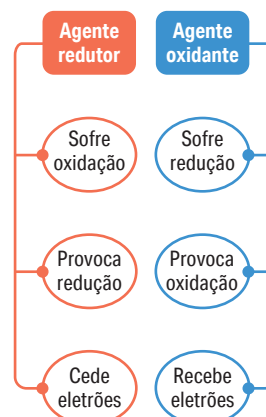 Agente
redutor
Agente
oxidante
Sofre
oxidação
Sofre
redução
Provoca
redução
Provoca
oxidação
Cede
eletrões
Recebe
eletrões